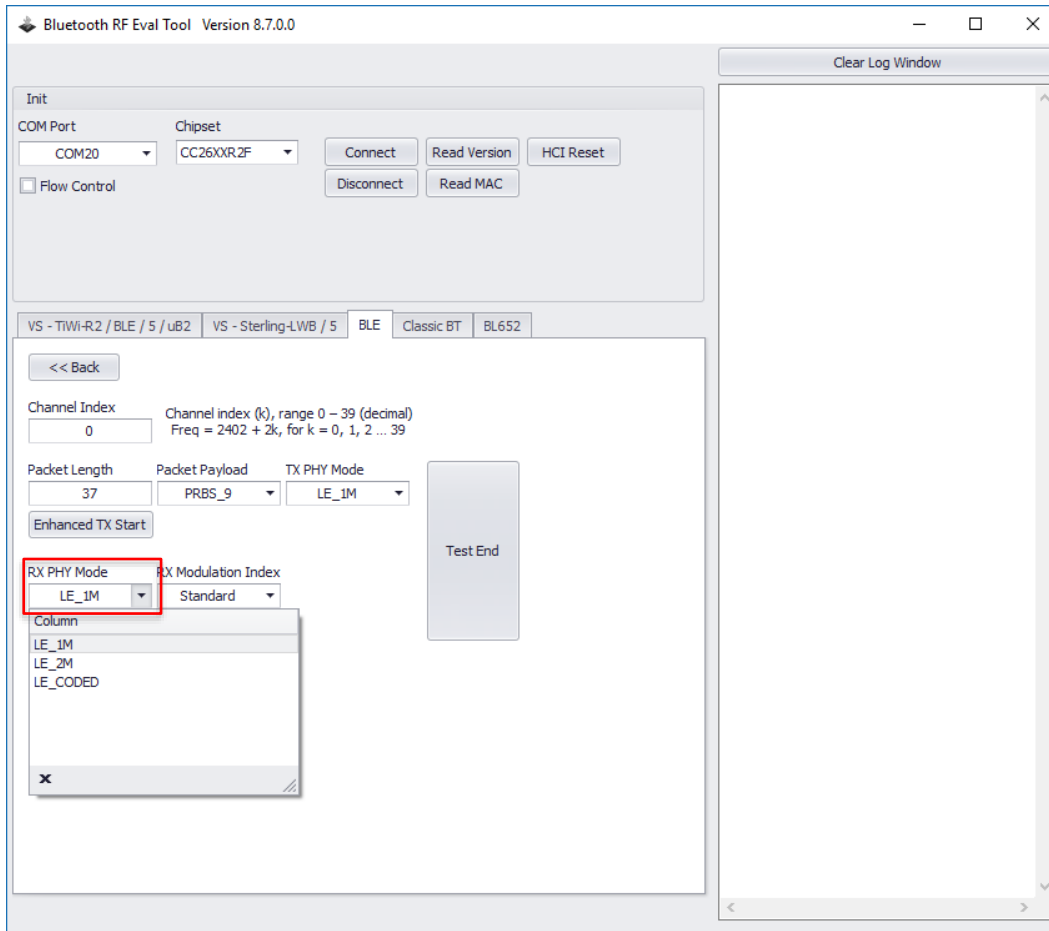 Bluetooth RF Eval Tool Version 8.7.0.0
Clear Log Window
Init
COM Port Chipset
COM20 CC26XXR2F Connect Read Version HCI Reset
Flow Control Disconnect Read MAC
VS - TiWi-R2 / BLE / 5 / uB2 VS - Sterling-LWB / 5 BLE Classic BT BL652
<< Back
Channel Index Channel index (k), range 0 – 39 (decimal)
0 Freq = 2402 + 2k, for k = 0, 1, 2 ... 39
Packet Length Packet Payload TX PHY Mode
37 PRBS_9 LE_1M
Enhanced TX Start
Test End
RX PHY Mode RX Modulation Index
LE_1M Standard
Column
LE_1M
LE_2M
LE_CODED